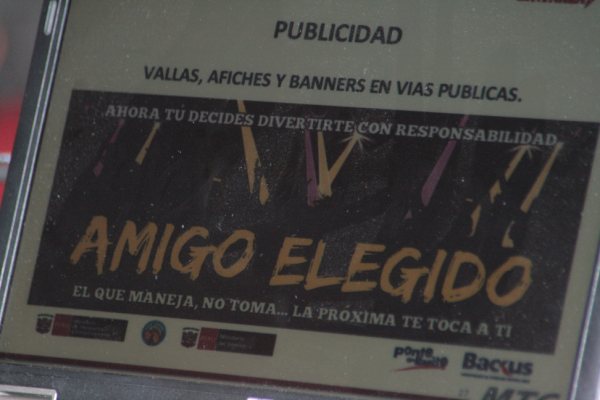 PUBLICIDAD
VALLAS, AFICHES Y BANNERS EN VIAS PUBLICAS.
AHORA TÚ DECIDES DIVERTIRTE CON RESPONSABILIDAD
AMIGO ELEGIDO
EL QUE MANEJA, NO TOMA... LA PRÓXIMA TE TOCA A TI
Backus